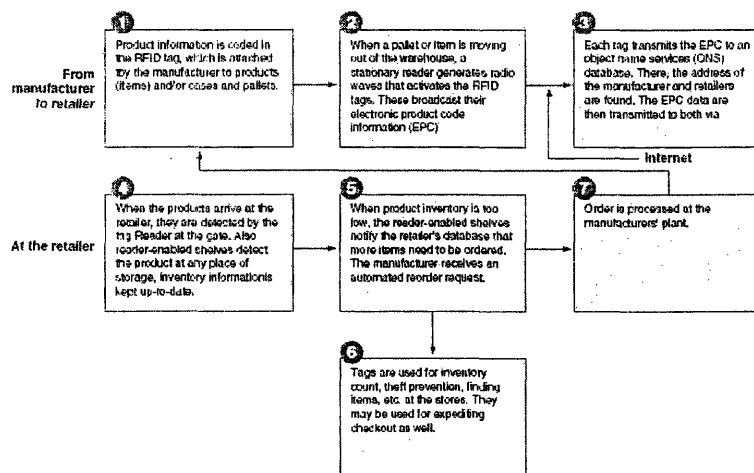 1
Product information is coded in
the RFID tag, which is attached
by the manufacturer to products
(items) and/or cases and pallets.
2
When a pallet or item is moving
out of the warehouse, a
stationary reader generates radio
waves that activates the RFID
tags. These broadcast their
electronic product code
information (EPC)
3
Each tag transmits the EPC to an
object name services (ONS)
database. There, the address of
the manufacturer and retailers
are found. The EPC data are
then transmitted to both via
From
manufacturer
to retailer
Internet
4
When the products arrive at the
retailer, they are detected by the
tag Reader at the gate. Also
reader-enabled shelves detect
the product at any place of
storage, inventory informationis
kept up-to-date.
5
When product inventory is too
low, the reeder-enabled shelves
notify the retailer's database that
more items need to be ordered.
The manufacturer receives an
automated reorder request.
7
Order is processed at the
manufacturers' plant.
At the retailer
6
Tags are used for inventory
count, theft prevention, finding
items, etc. at the stores. They
may be used for expediting
checkout as well.